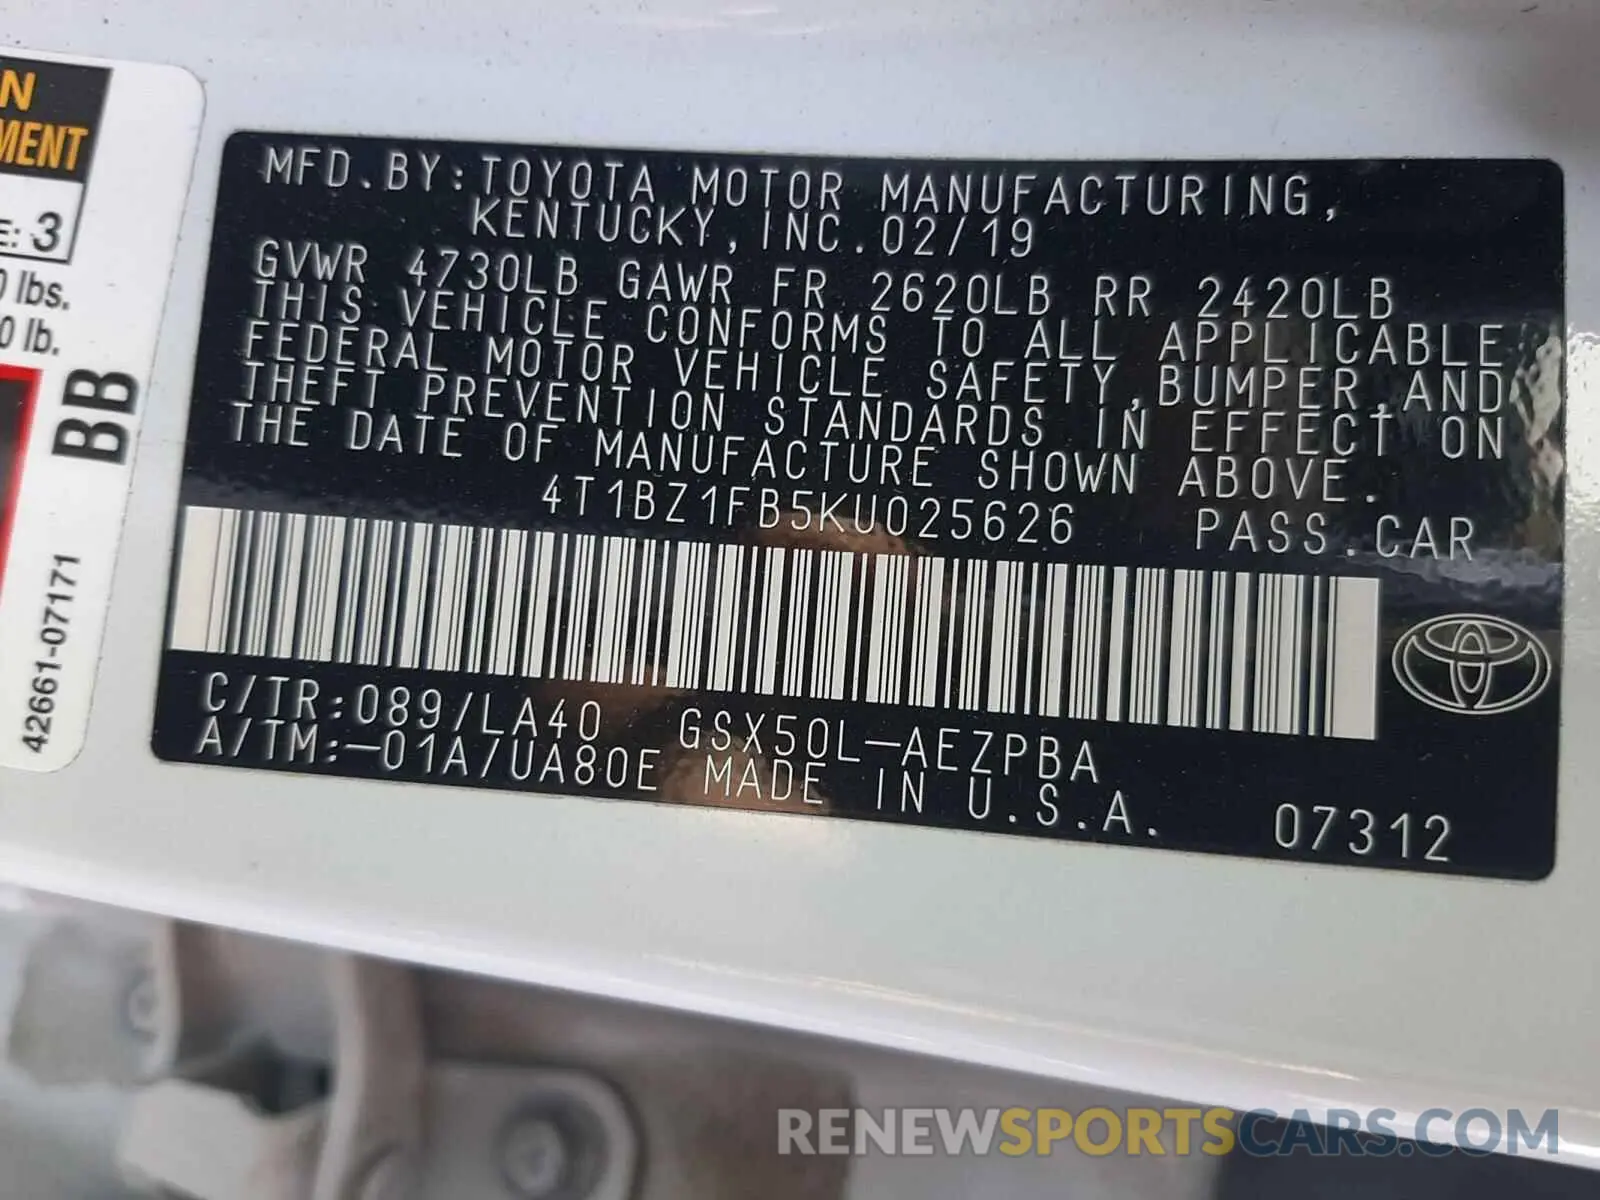 N
MENT
E: 3
0 lbs.
0 lb.
BB
42661-07171
MFD.BY:TOYOTA MOTOR MANUFACTURING,
KENTUCKY,INC.02/19
GVWR 4730LB GAWR FR 2620LB RR 2420LB
THIS VEHICLE CONFORMS TO ALL APPLICABLE
FEDERAL MOTOR VEHICLE SAFETY,BUMPER,AND
THEFT PREVENTION STANDARDS IN EFFECT ON
THE DATE OF MANUFACTURE SHOWN ABOVE.
4T1BZ1FB5KU025626 PASS.CAR
C/TR:089/LA40 GSX50L-AEZPBA
A/TM:-01A/UA80E MADE IN U.S.A.
07312
RENEWSPORTSCARS.COM